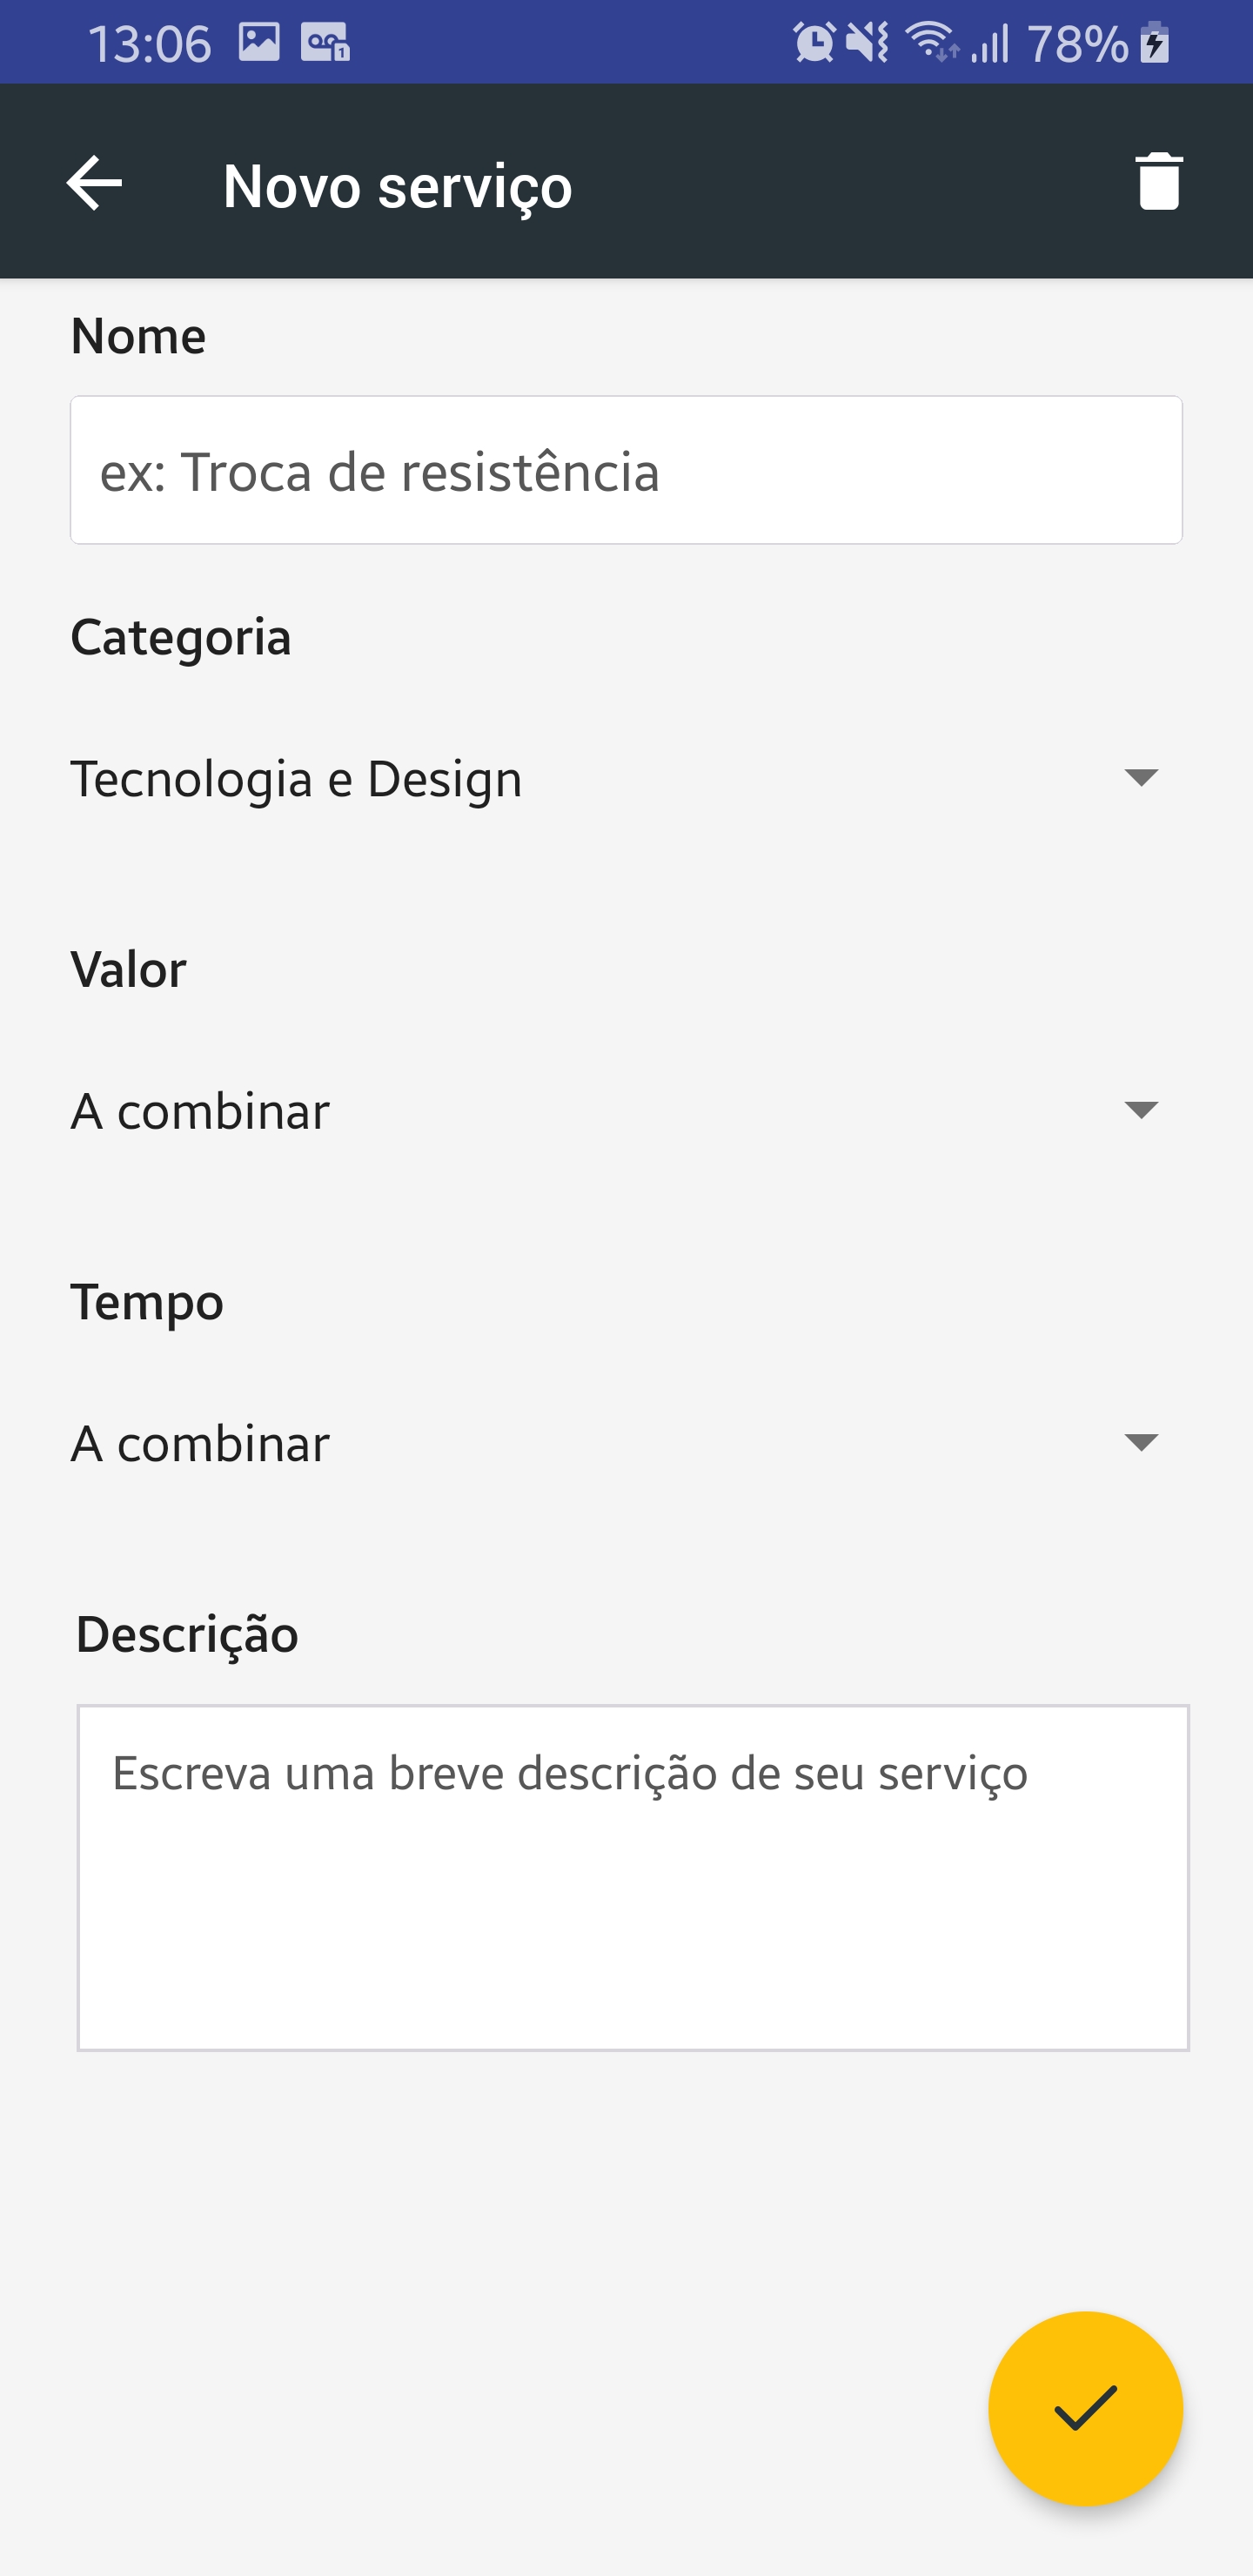 13:06
78%
Novo serviço
Nome
ex: Troca de resistência
Categoria
Tecnologia e Design
Valor
A combinar
Tempo
A combinar
Descrição
Escreva uma breve descrição de seu serviço